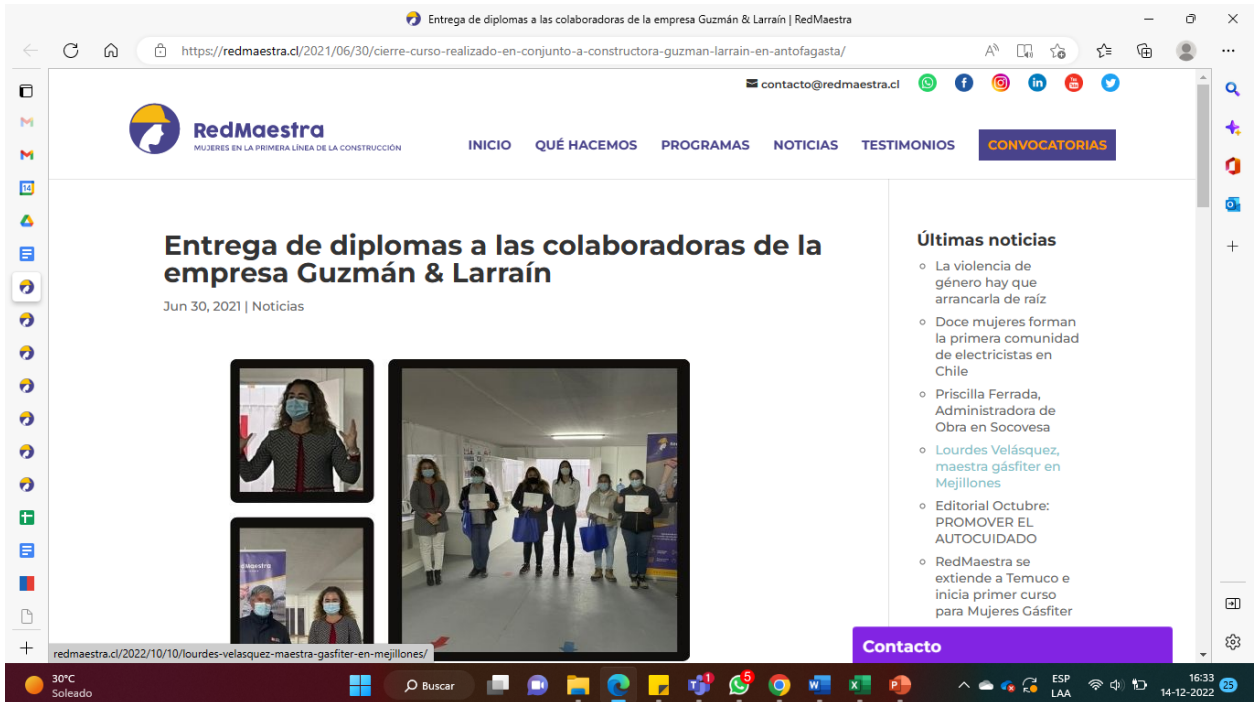 Entrega de diplomas a las colaboradoras de la empresa Guzmán & Larraín | RedMaestra
https://redmaestra.cl/2021/06/30/cierre-curso-realizado-en-conjunto-a-constructora-guzman-larrain-en-antofagasta/
contacto@redmaestra.cl
RedMaestra
MUJERES EN LA PRIMERA LÍNEA DE LA CONSTRUCCIÓN
INICIO QUÉ HACEMOS PROGRAMAS NOTICIAS TESTIMONIOS CONVOCATORIAS
Entrega de diplomas a las colaboradoras de la
empresa Guzmán & Larraín
Jun 30, 2021 | Noticias
Últimas noticias
La violencia de
género hay que
arrancarla de raíz
Doce mujeres forman
la primera comunidad
de electricistas en
Chile
Priscilla Ferrada,
Administradora de
Obra en Socovesa
Lourdes Velásquez,
maestra gásfiter en
Mejillones
Editorial Octubre:
PROMOVER EL
AUTOCUIDADO
RedMaestra se
extiende a Temuco e
inicia primer curso
para Mujeres Gásfiter
Contacto
redmaestra.cl/2022/10/10/lourdes-velasquez-maestra-gasfiter-en-mejillones/
30°C
Soleado
Buscar
1
5
ESP
LAA
16:33
14-12-2022
25